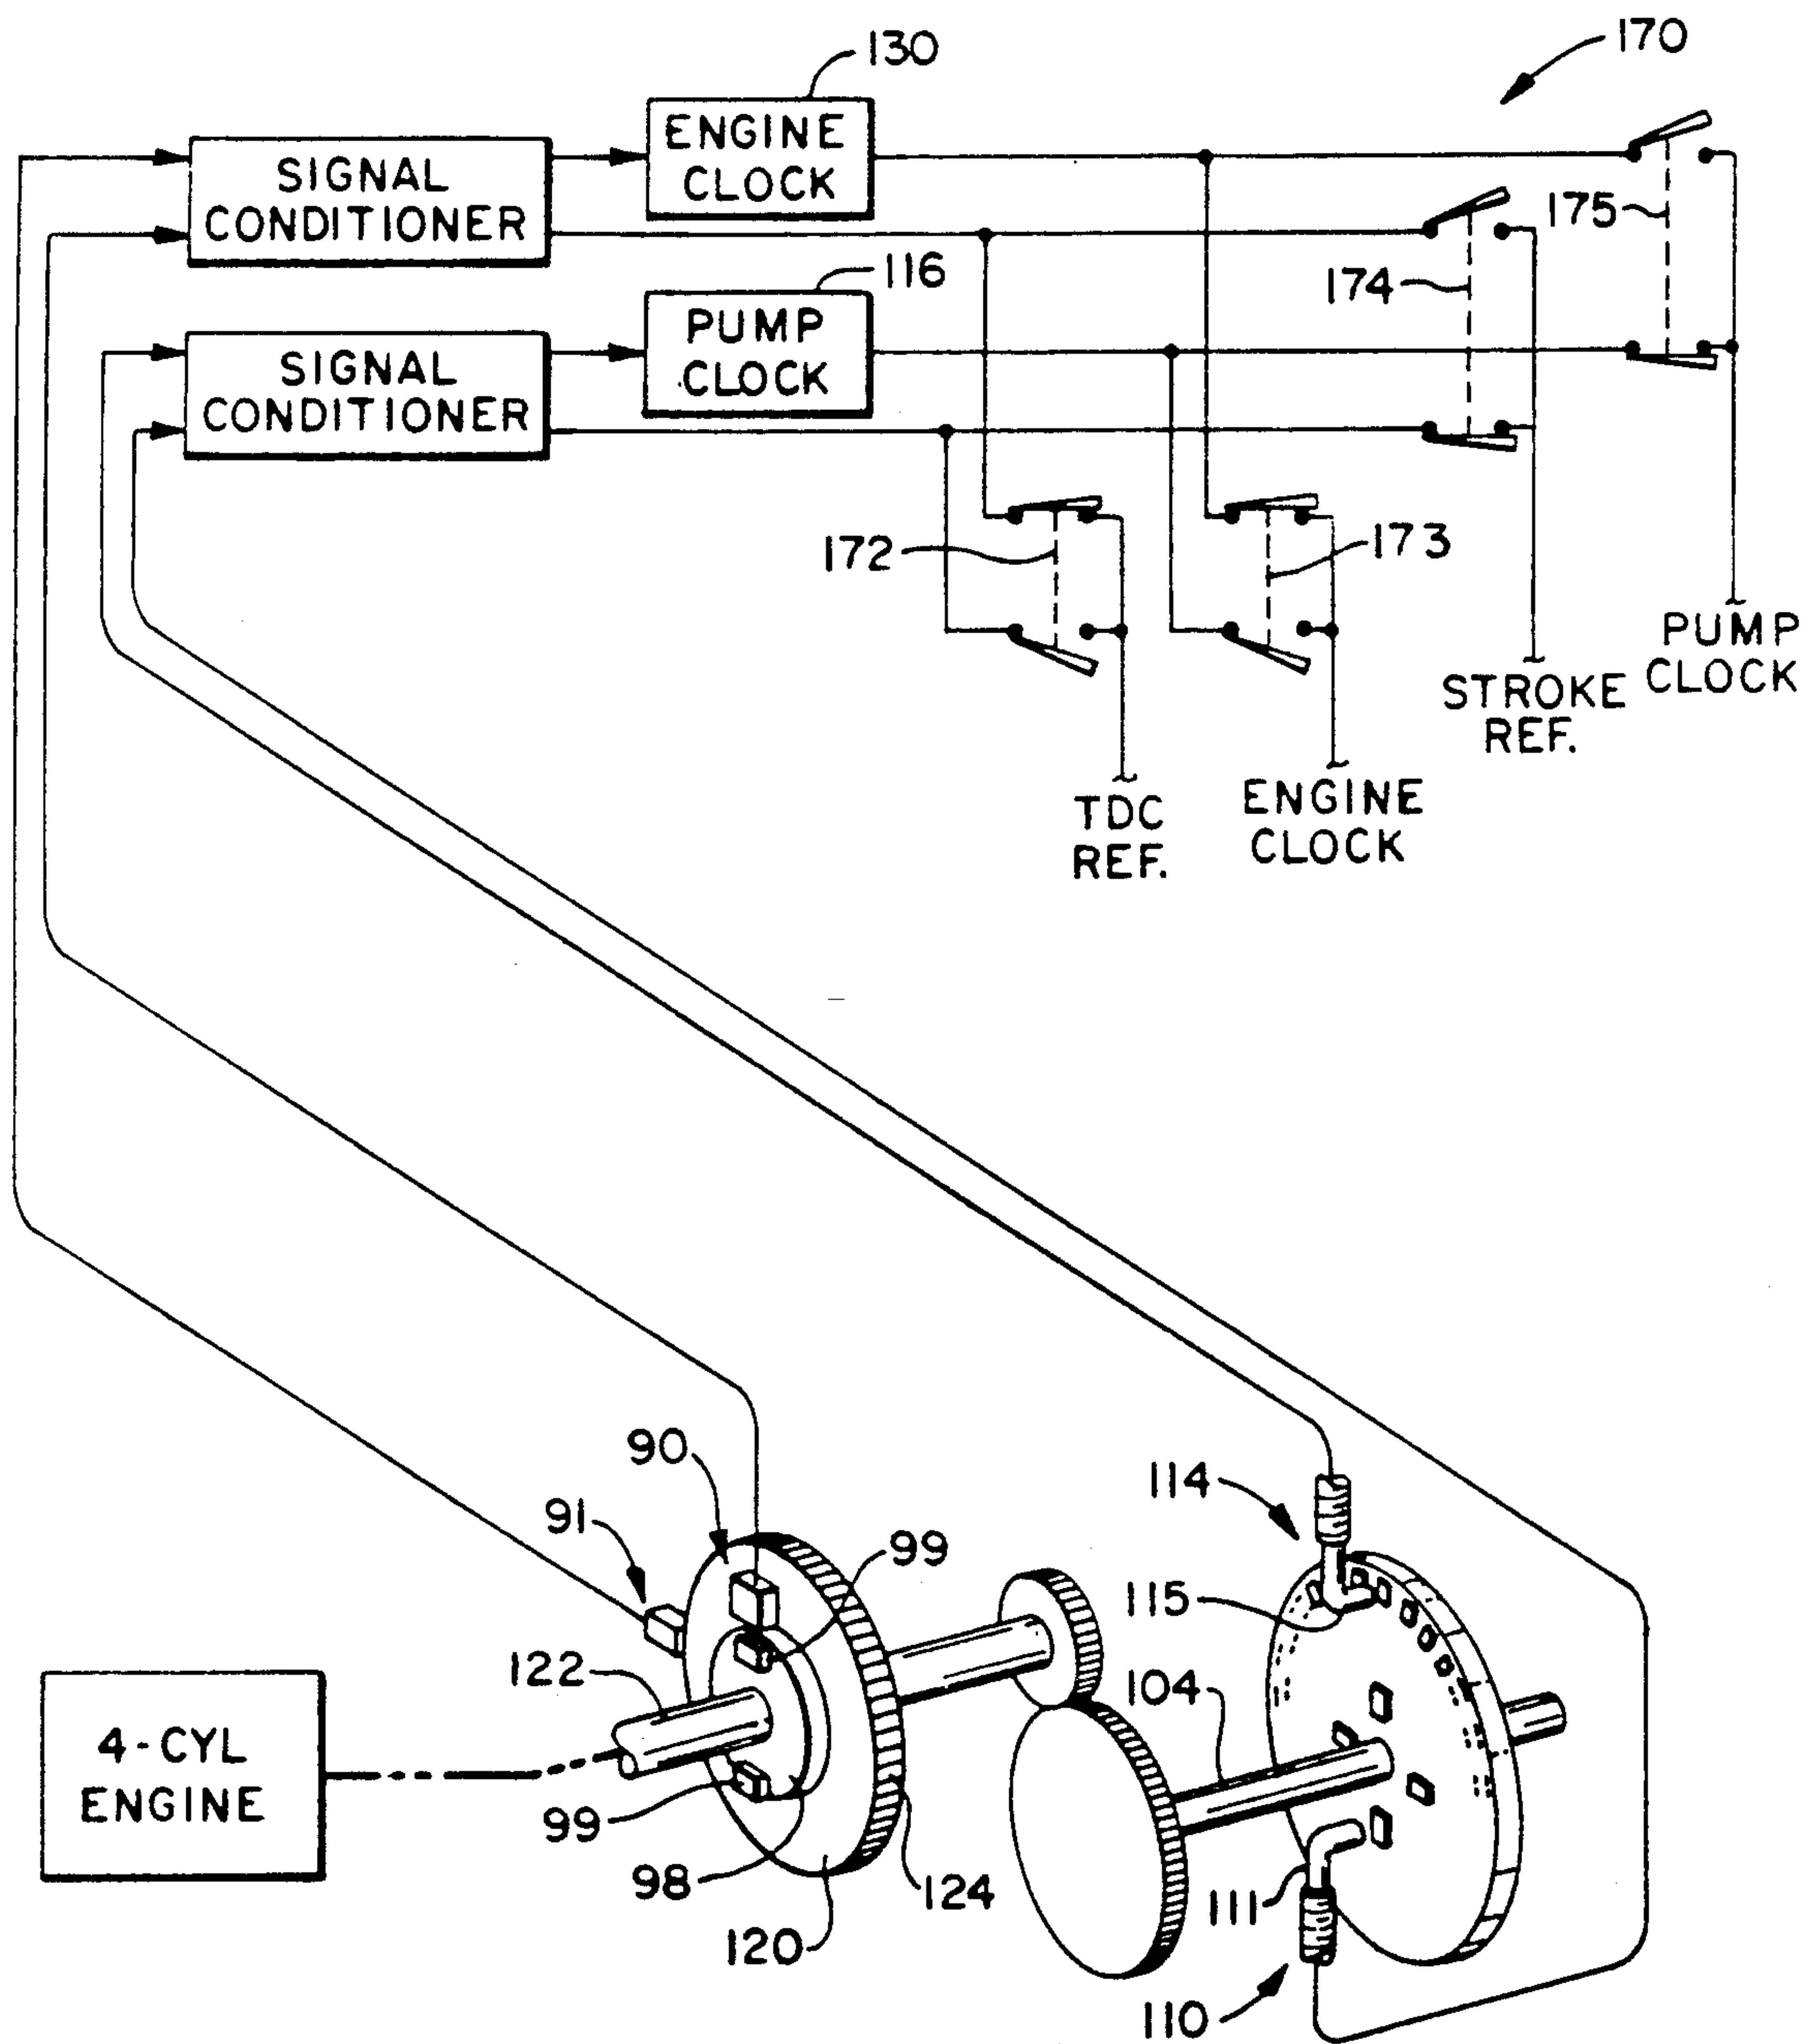 170
130
ENGINE
CLOCK
SIGNAL
CONDITIONER
175
174
116
PUMP
CLOCK
SIGNAL
CONDITIONER
172
173
PUMP
CLOCK
STROKE
REF.
TDC
REF.
ENGINE
CLOCK
90
114
91
99
115
122
104
4-CYL
ENGINE
99
98
124
111
120
110